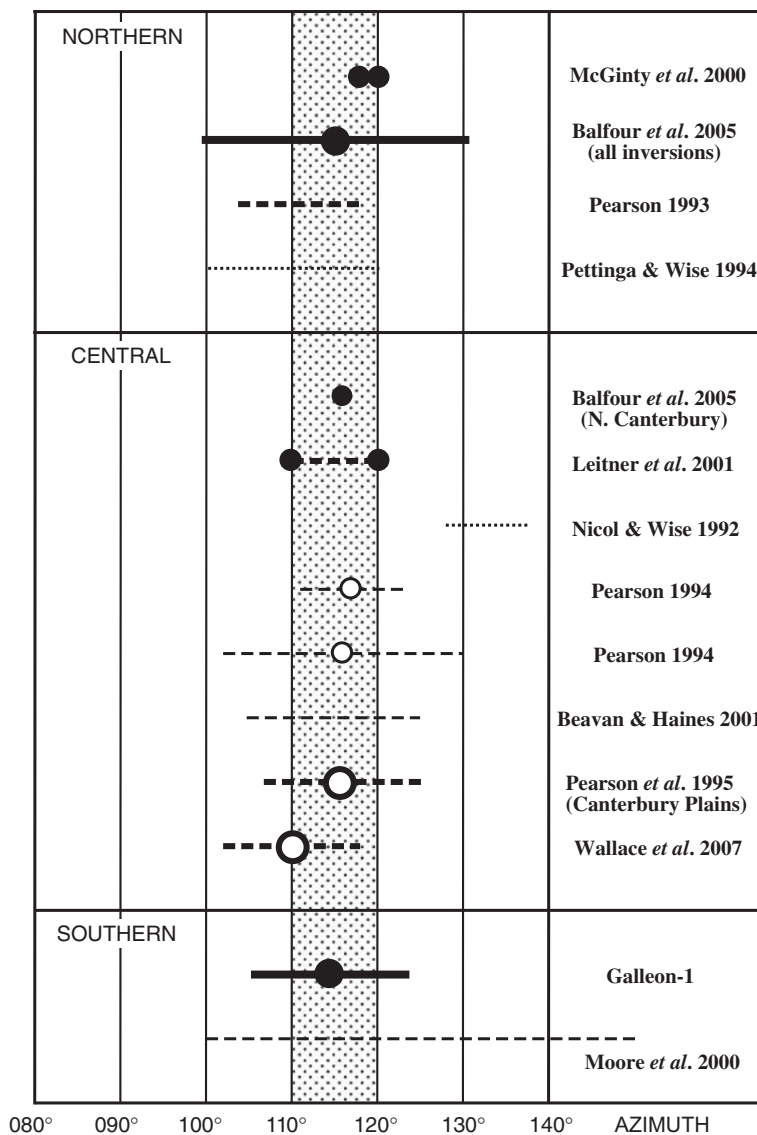 NORTHERN
McGinty et al. 2000
Balfour et al. 2005
(all inversions)
Pearson 1993
Pettinga & Wise 1994
CENTRAL
Balfour et al. 2005
(N. Canterbury)
Leitner et al. 2001
Nicol & Wise 1992
Pearson 1994
Pearson 1994
Beavan & Haines 2001
Pearson et al. 1995
(Canterbury Plains)
Wallace et al. 2007
SOUTHERN
Galleon-1
Moore et al. 2000
080° 090° 100° 110° 120° 130° 140° AZIMUTH